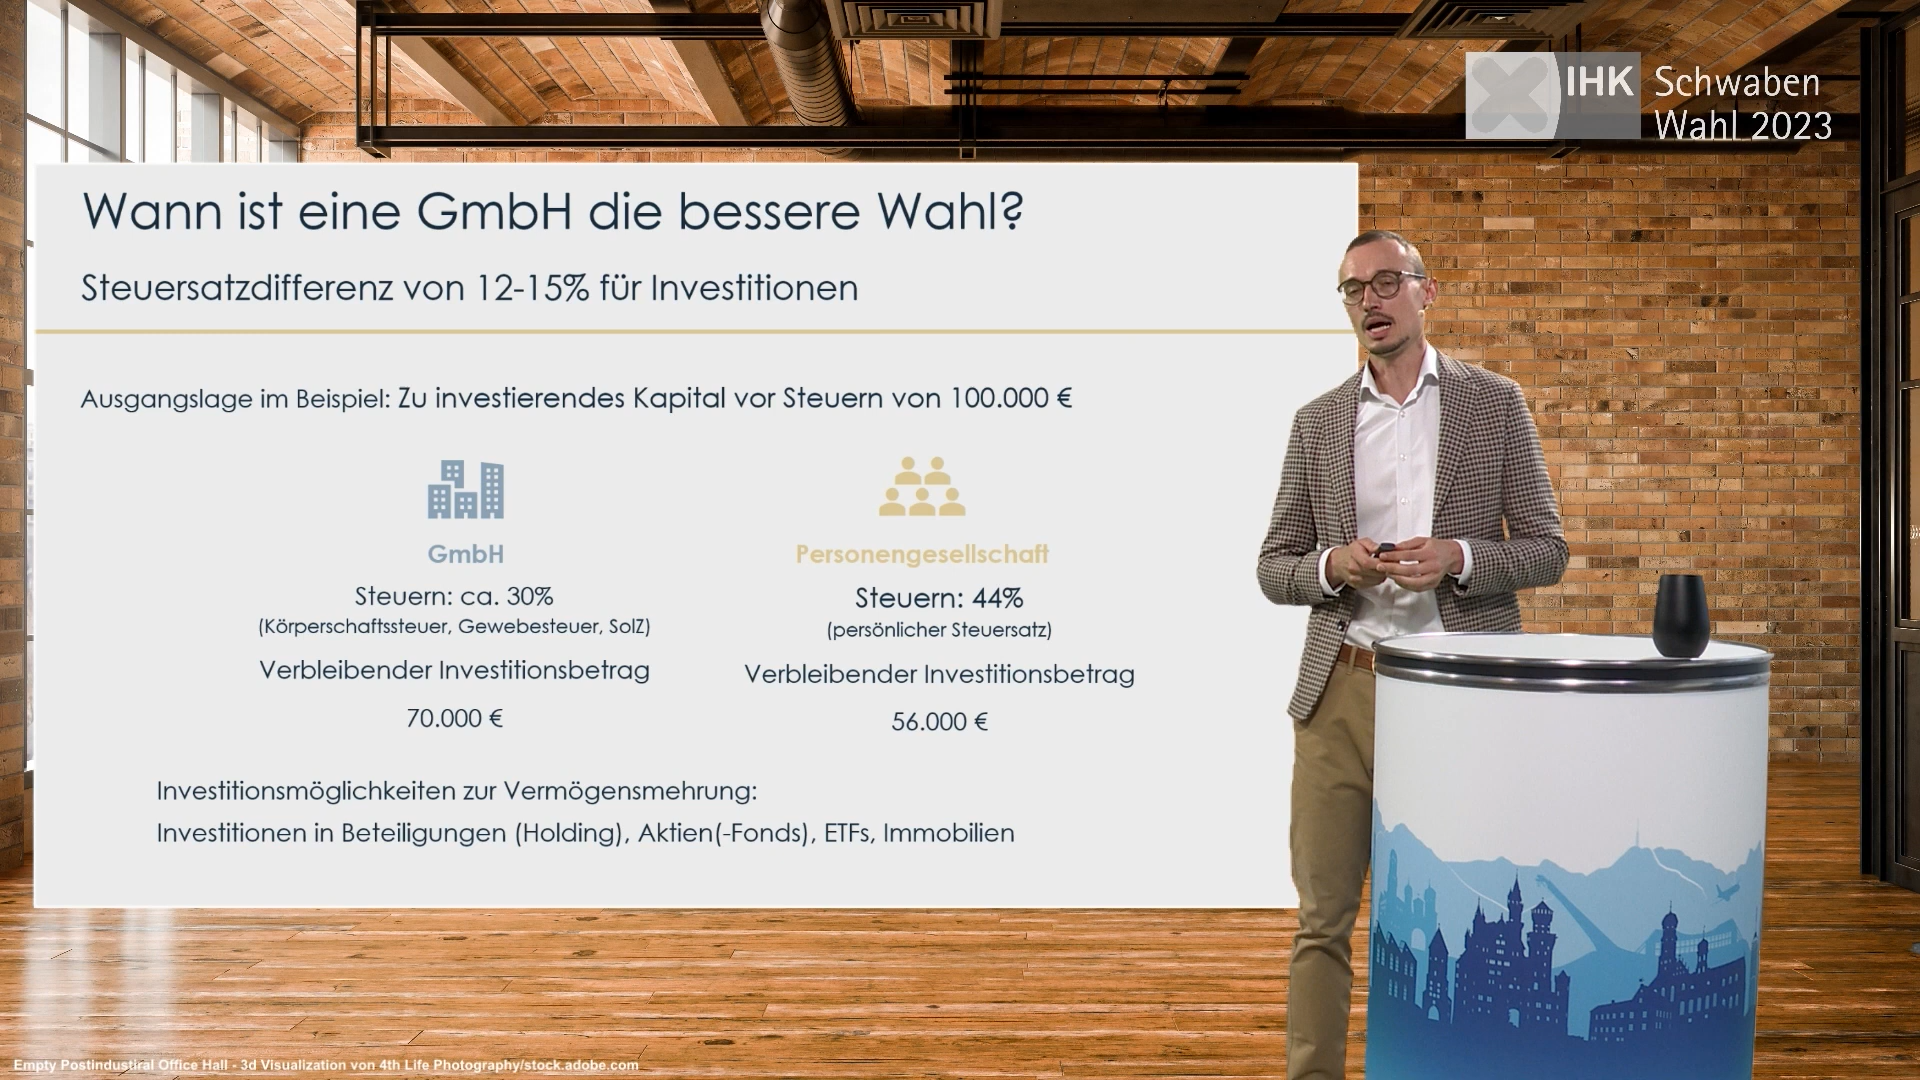 IHK Schwaben
Wahl 2023
Wann ist eine GmbH die bessere Wahl?
Steuersatzdifferenz von 12-15% für Investitionen
Ausgangslage im Beispiel: Zu investierendes Kapital vor Steuern von 100.000 €
GmbH
Steuern: ca. 30%
(Körperschaftssteuer, Gewebesteuer, SolZ)
Verbleibender Investitionsbetrag
70.000 €
Personengesellschaft
Steuern: 44%
(persönlicher Steuersatz)
Verbleibender Investitionsbetrag
56.000 €
Investitionsmöglichkeiten zur Vermögensmehrung:
Investitionen in Beteiligungen (Holding), Aktien(-Fonds), ETFs, Immobilien
Empty Postindustiral Office Hall - 3d Visualization von 4th Life Photography/stock.adobe.com